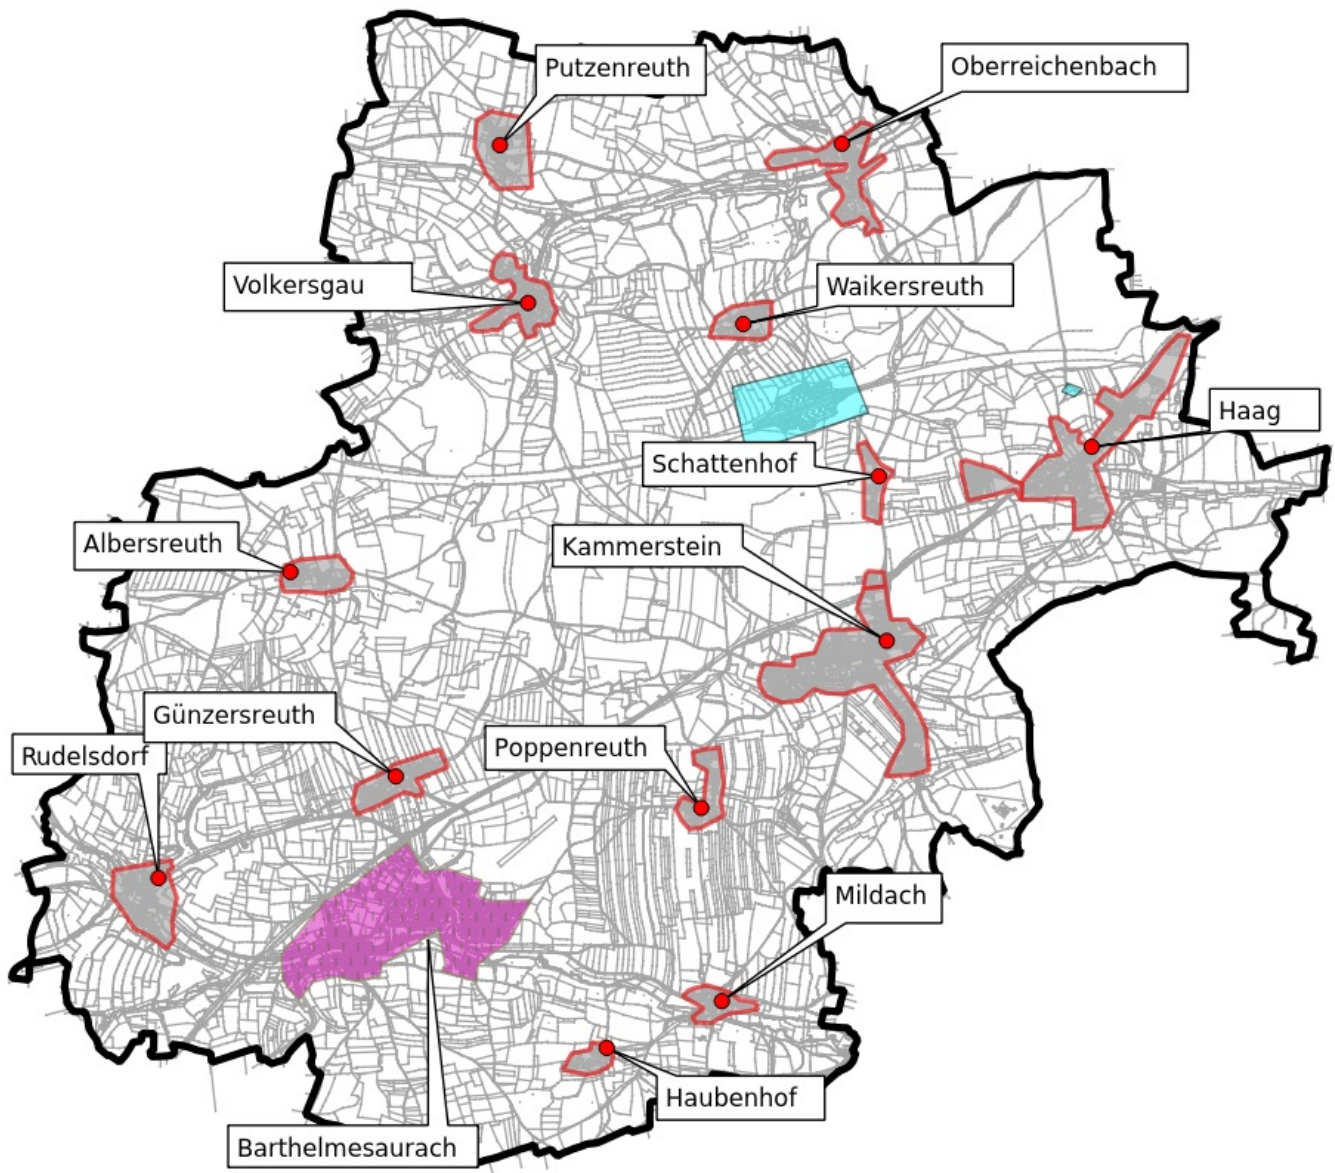 Putzenreuth
Oberreichenbach
Volkersgau
Waikersreuth
Haag
Schattenhof
Albersreuth
Kammerstein
Günzersreuth
Rudelsdorf
Poppenreuth
Mildach
Haubenhof
Barthelmesaurach